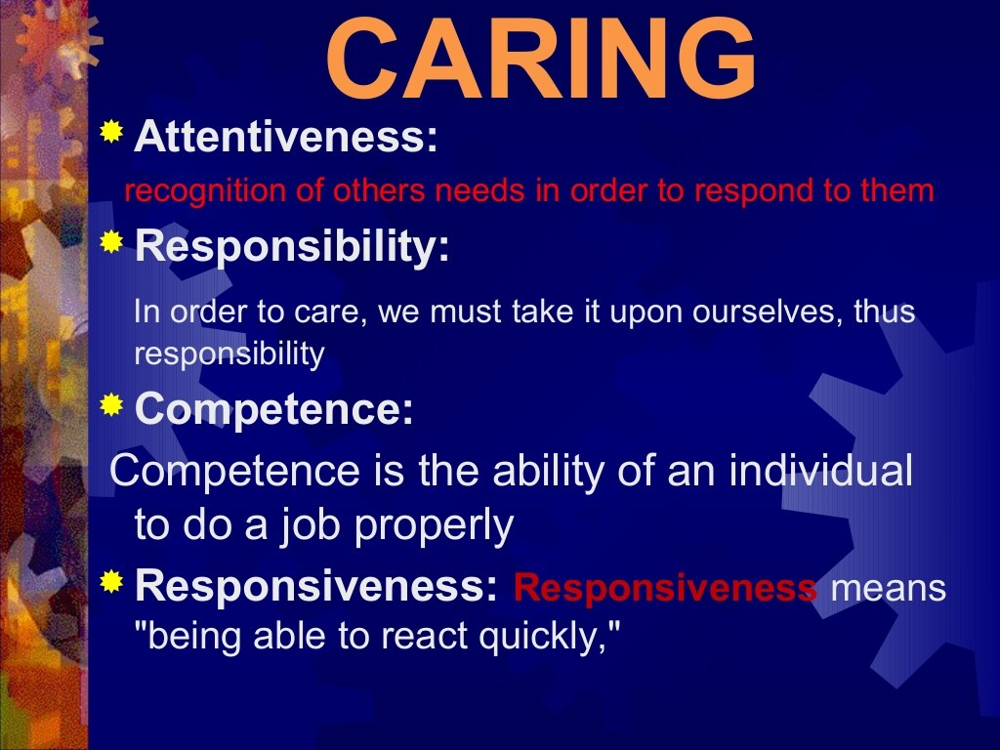 CARING
Attentiveness:
recognition of others needs in order to respond to them
Responsibility:
In order to care, we must take it upon ourselves, thus
responsibility
Competence:
Competence is the ability of an individual
to do a job properly
Responsiveness: Responsiveness means
"being able to react quickly,"